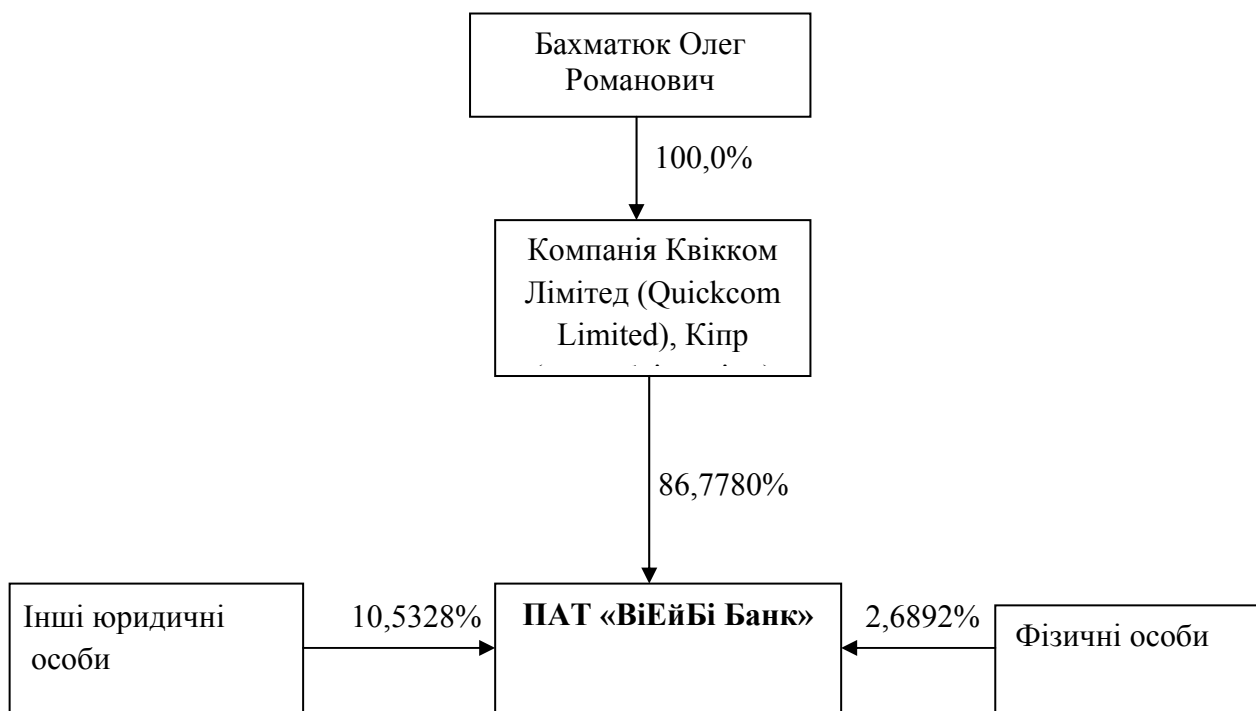 Бахматюк Олег
Романович
100,0%
Компанія Квікком
Лімітед (Quickcom
Limited), Кіпр
86,7780%
Інші юридичні
особи
10,5328%
ПАТ «ВіЕйБі Банк»
2,6892%
Фізичні особи